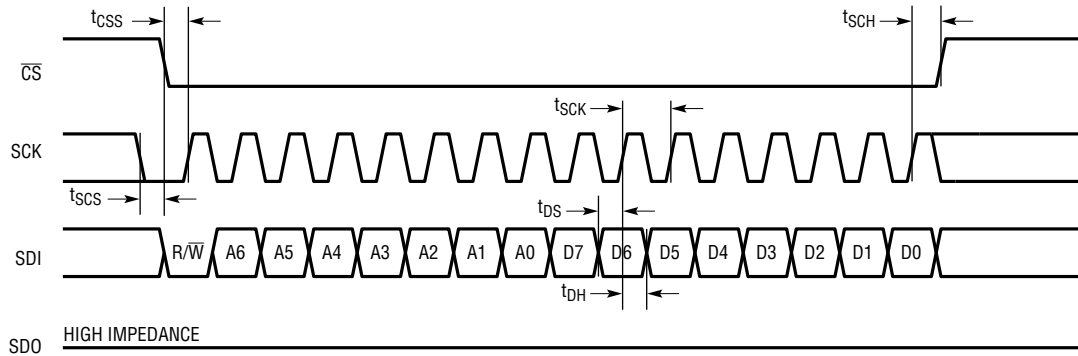 tCSS
tSCH
CS
tSCK
SCK
tSCS
tDS
SDI
R/W A6 A5 A4 A3 A2 A1 A0 D7 D6 D5 D4 D3 D2 D1 D0
tDH
HIGH IMPEDANCE
SDO